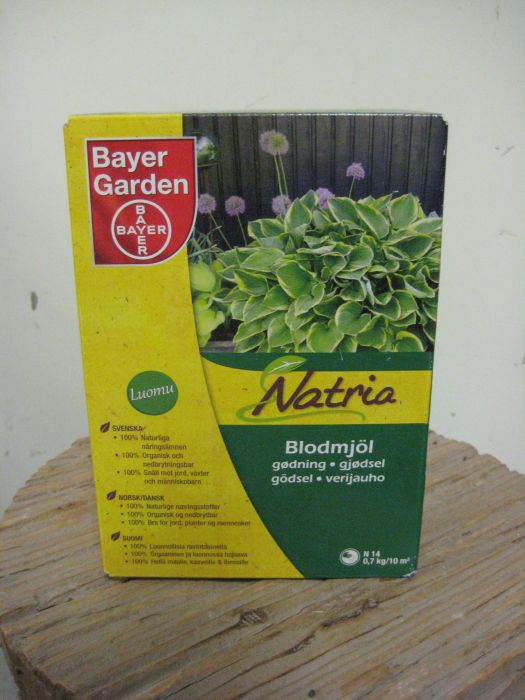 Bayer
Garden
BAYER
BAYER
Luomu
Natria
Blodmjöl
gødning • gjødsel
gödsel • verijauho
SVENSKA
• 100% Naturliga
näringsämnen
• 100% Organisk och
nedbrytningsbar
• 100% Snäll mot jord, växter
och människobarn
NORSK/DANSK
• 100% Naturlige næringsstoffer
• 100% Organisk og nedbrytbar
• 100% Bra for jord, planter og mennesker
SUOMI
• 100% Luonnollisia ravinteita
• 100% Orgaaninen ja luonnossa hajoava
• 100% Hellä maalle, kasveille & ihmisille
N 14
0,7 kg/10 m²